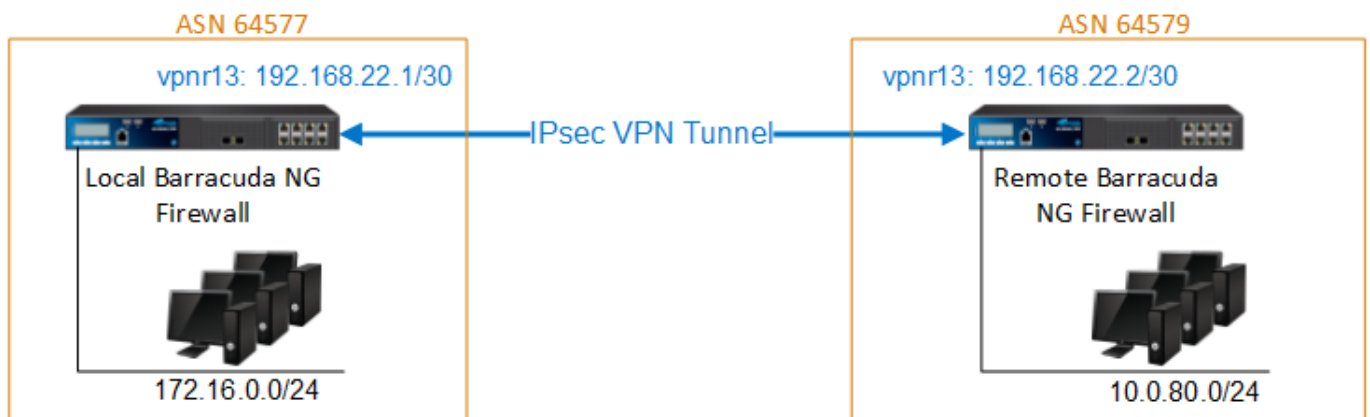 ASN 64577
ASN 64579
vpnr13: 192.168.22.1/30
vpnr13: 192.168.22.2/30
IPsec VPN Tunnel
Local Barracuda NG
Firewall
Remote Barracuda
NG Firewall
172.16.0.0/24
10.0.80.0/24